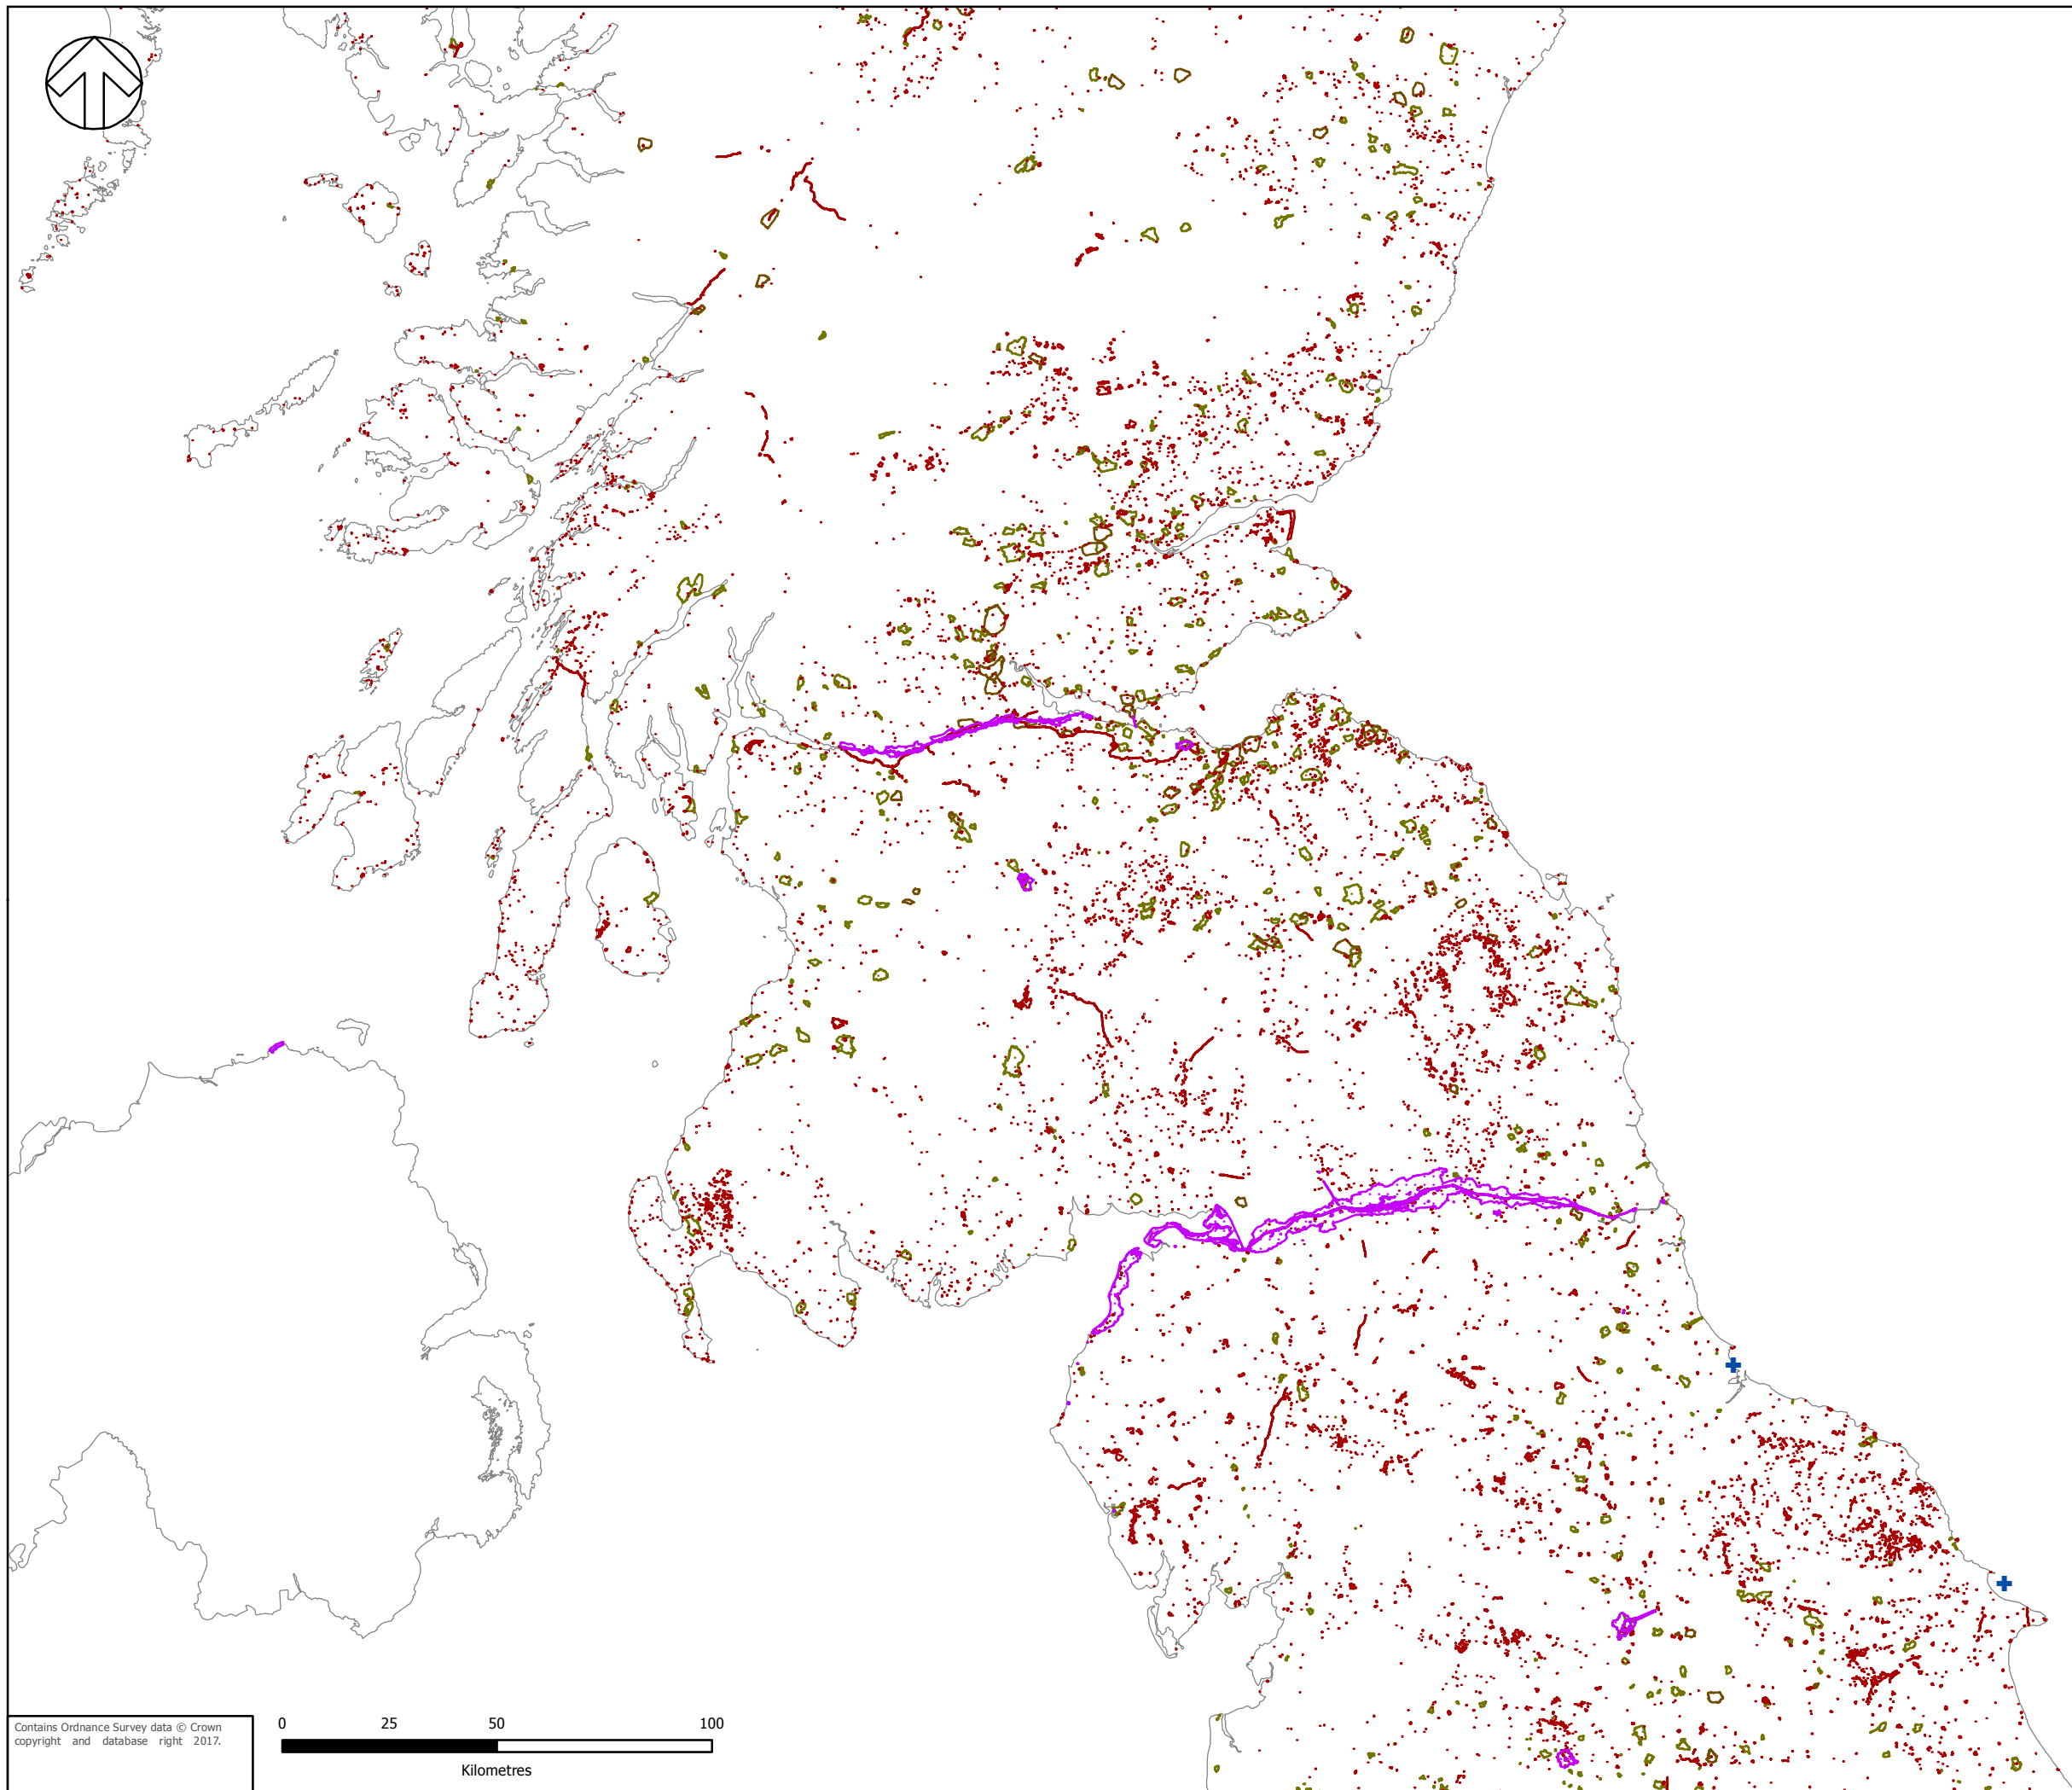 Contains Ordnance Survey data © Crown
copyright and database right 2017.
0 25 50 100
Kilometres